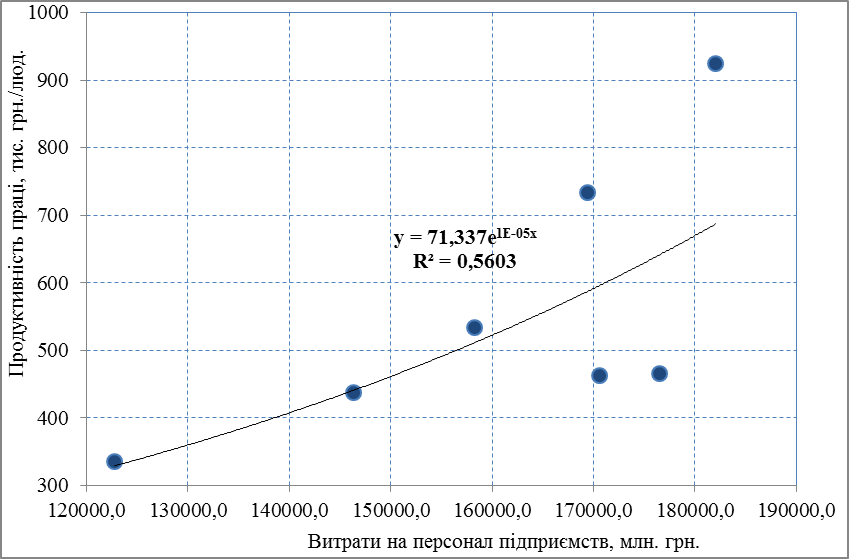 1000
900
800
700
600
500
400
300
Продуктивність праці, тис. грн./люд.
y = 71,337e^1E-05x
R² = 0,5603
120000,0 130000,0 140000,0 150000,0 160000,0 170000,0 180000,0 190000,0
Витрати на персонал підприємств, млн. грн.